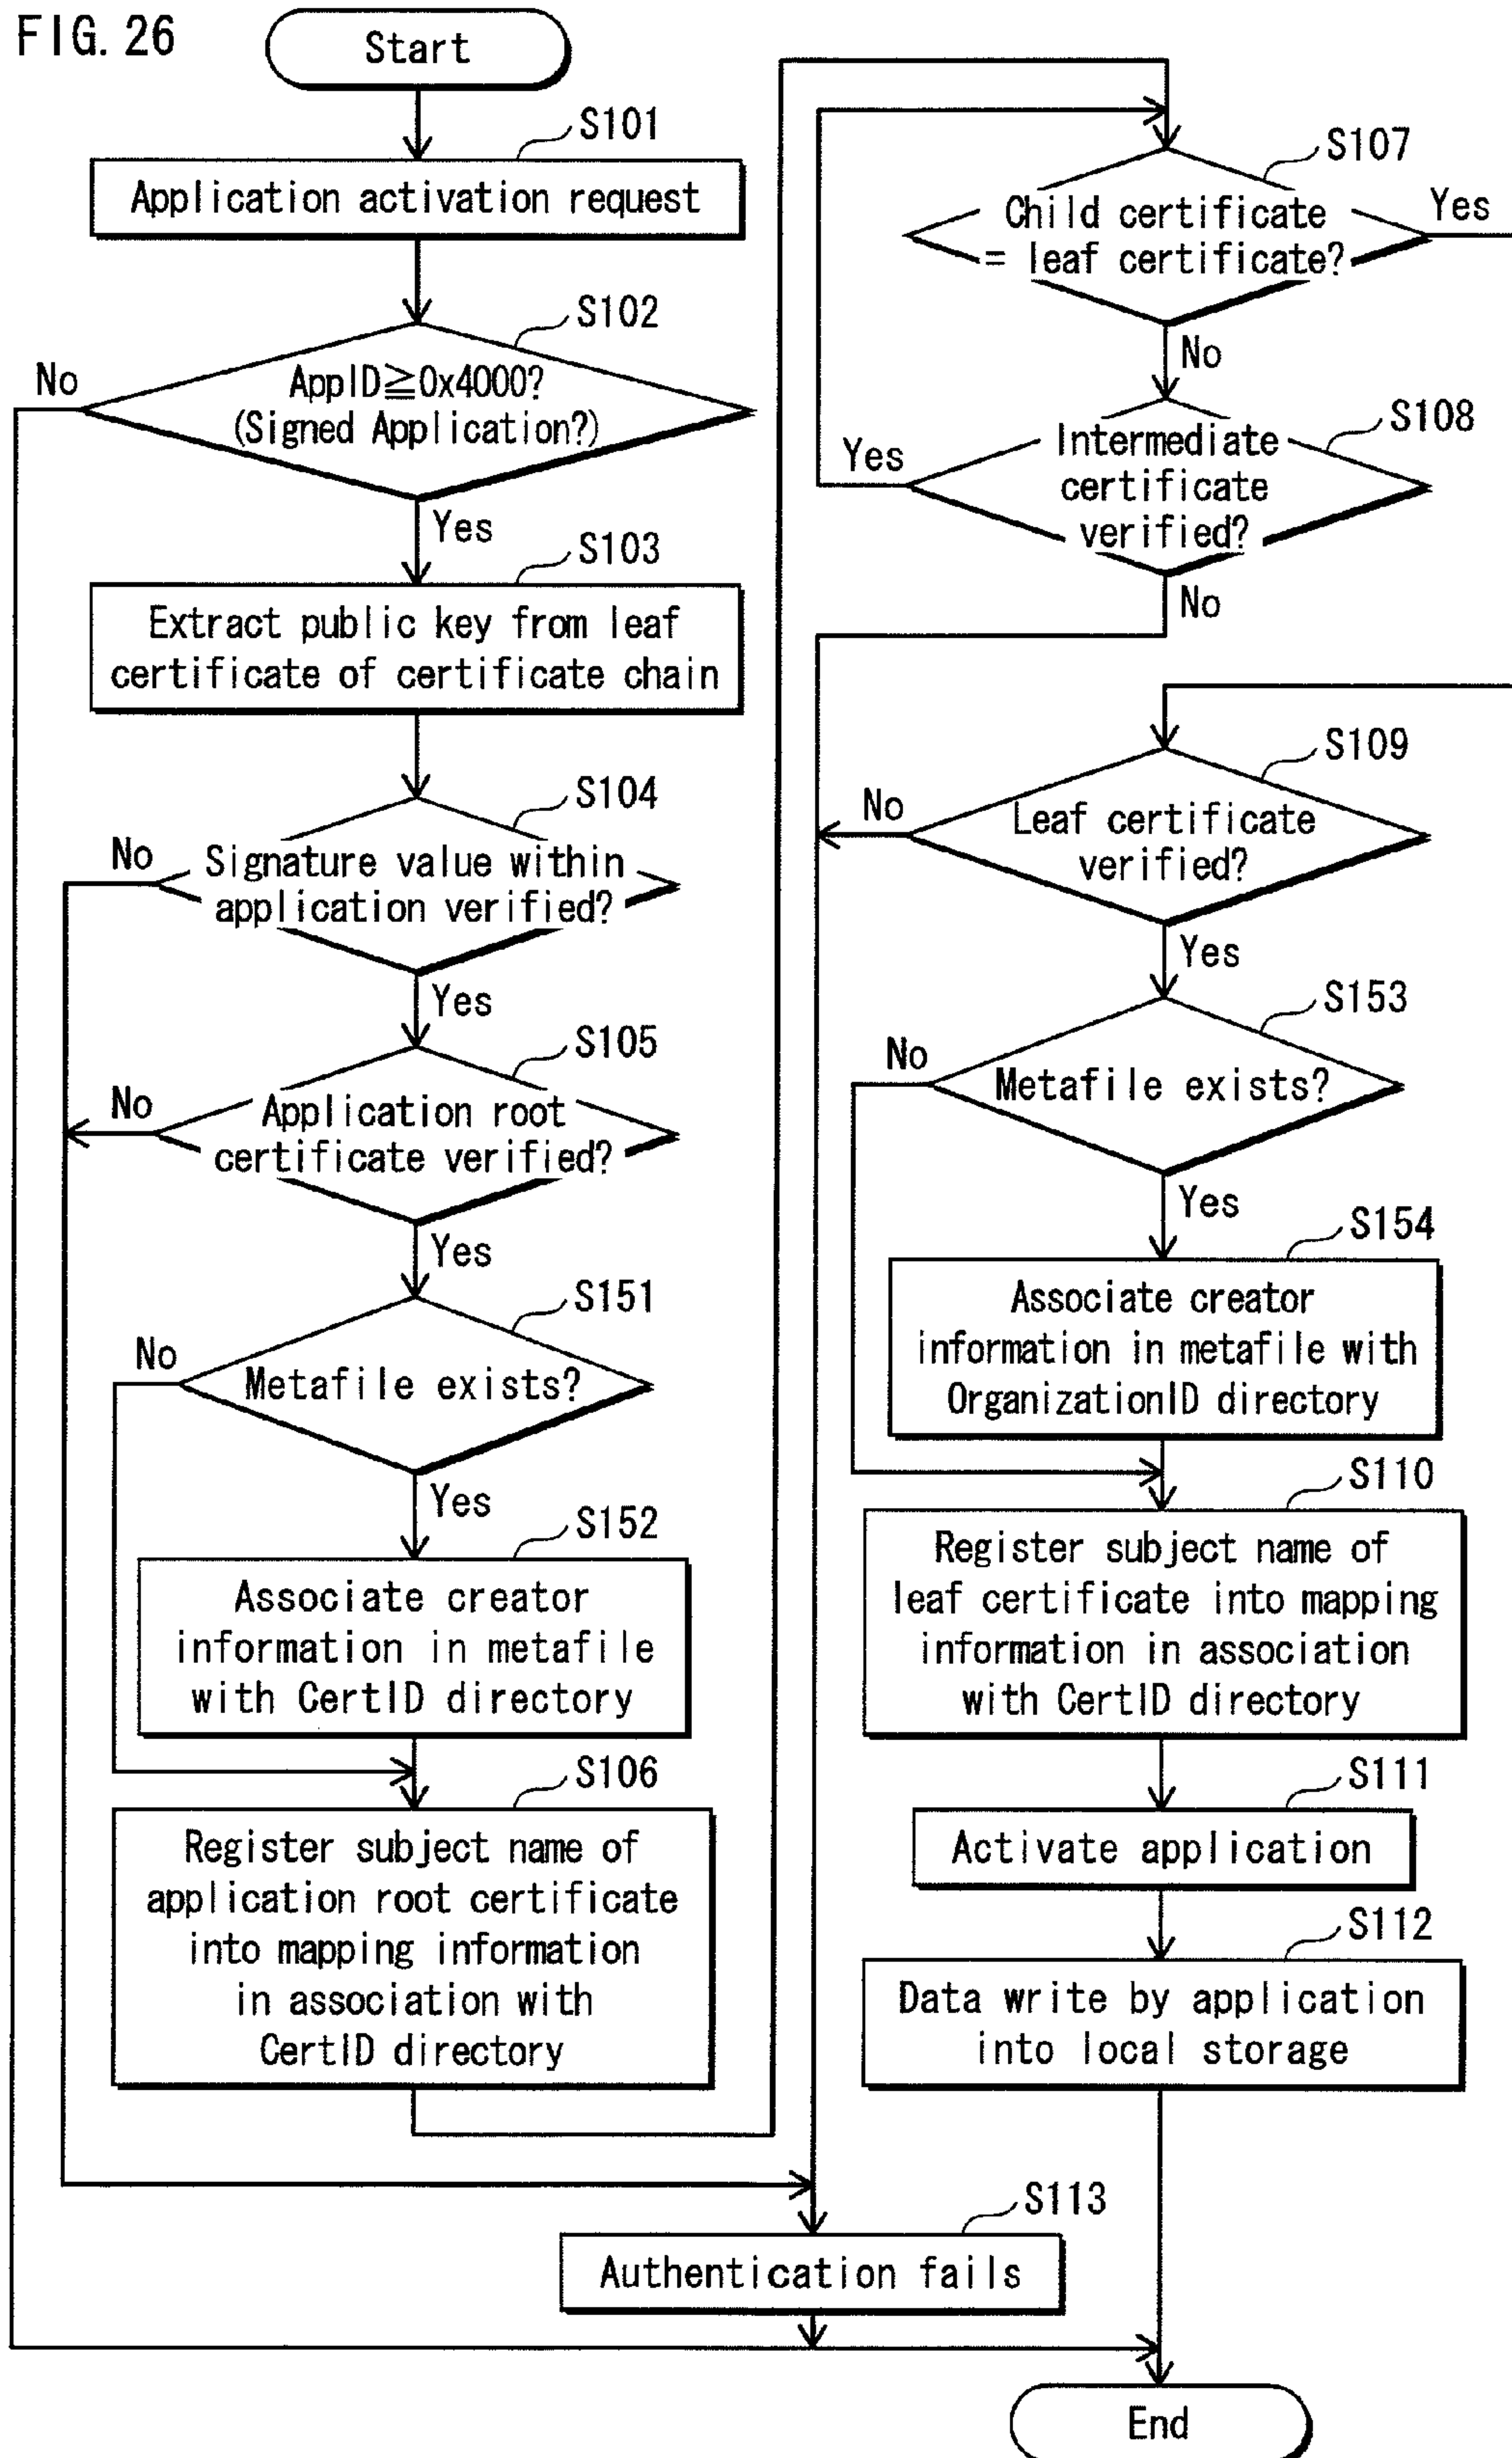 FIG. 26
Start
S101
Application activation request
S102
AppID≧0x4000?
(Signed Application?)
No
Yes
S103
Extract public key from leaf
certificate of certificate chain
S104
Signature value within
application verified?
No
Yes
S105
Application root
certificate verified?
No
Yes
S151
Metafile exists?
No
Yes
S152
Associate creator
information in metafile
with CertID directory
S106
Register subject name of
application root certificate
into mapping information
in association with
CertID directory
S107
Child certificate
= leaf certificate?
Yes
No
S108
Intermediate
certificate
verified?
Yes
No
S109
Leaf certificate
verified?
No
Yes
S153
Metafile exists?
No
Yes
S154
Associate creator
information in metafile with
OrganizationID directory
S110
Register subject name of
leaf certificate into mapping
information in association
with CertID directory
S111
Activate application
S112
Data write by application
into local storage
S113
Authentication fails
End